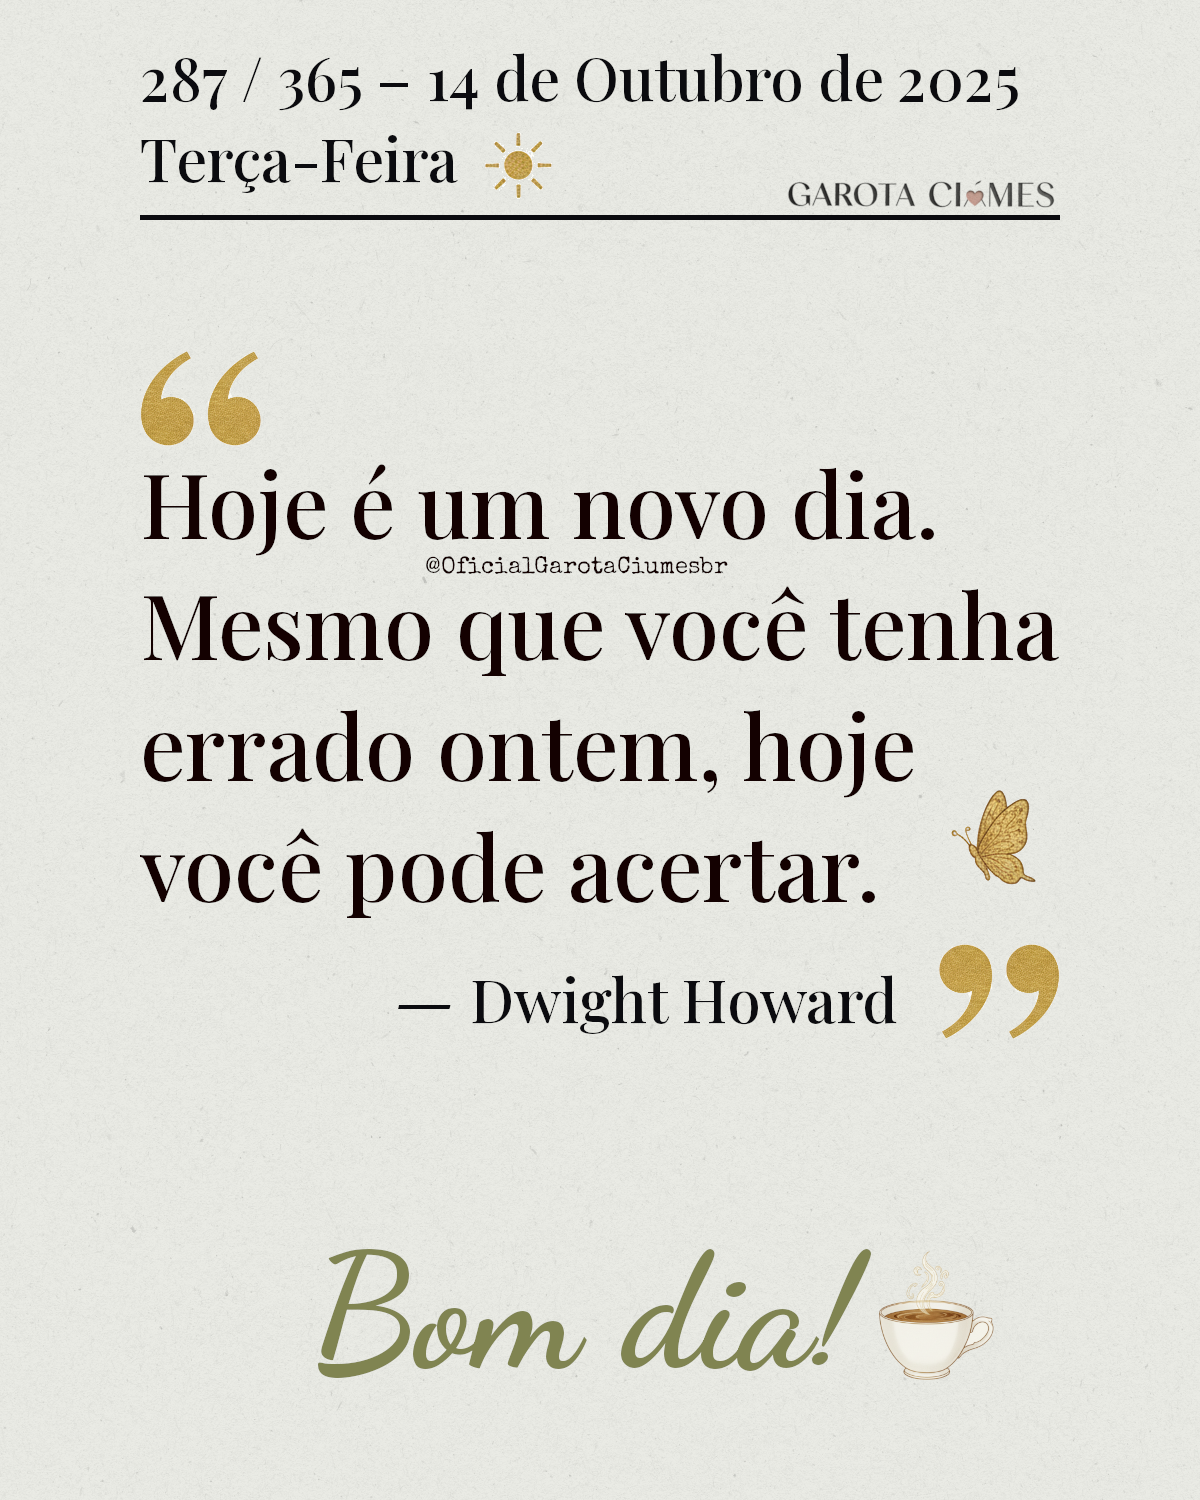 287 / 365 – 14 de Outubro de 2025
Terça-Feira
GAROTA CIÚMES
“
Hoje é um novo dia.
@OficialGarotaCiumesbr
Mesmo que você tenha
errado ontem, hoje
você pode acertar.
— Dwight Howard ”
Bom dia!